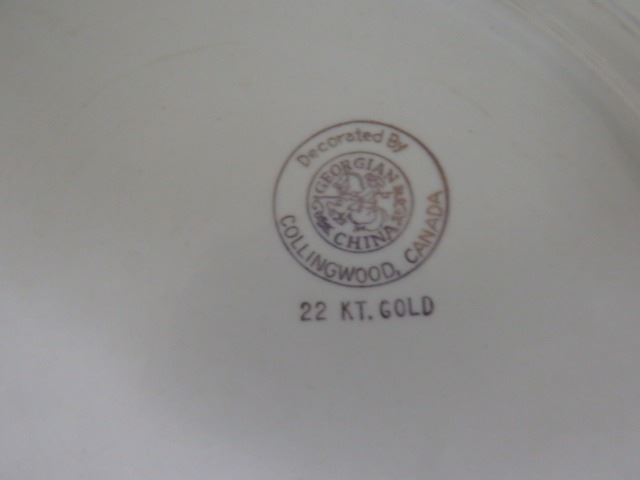 Decorated By
GEORGIAN
CHINA
COLLINGWOOD, CANADA
22 KT. GOLD